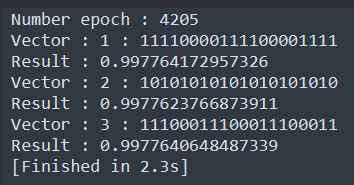 Number epoch : 4205
Vector : 1 : 11110000111100001111
Result : 0.997764172957326
Vector : 2 : 10101010101010101010
Result : 0.9977623766873911
Vector : 3 : 11100011100011100011
Result : 0.9977640648487339
[Finished in 2.3s]